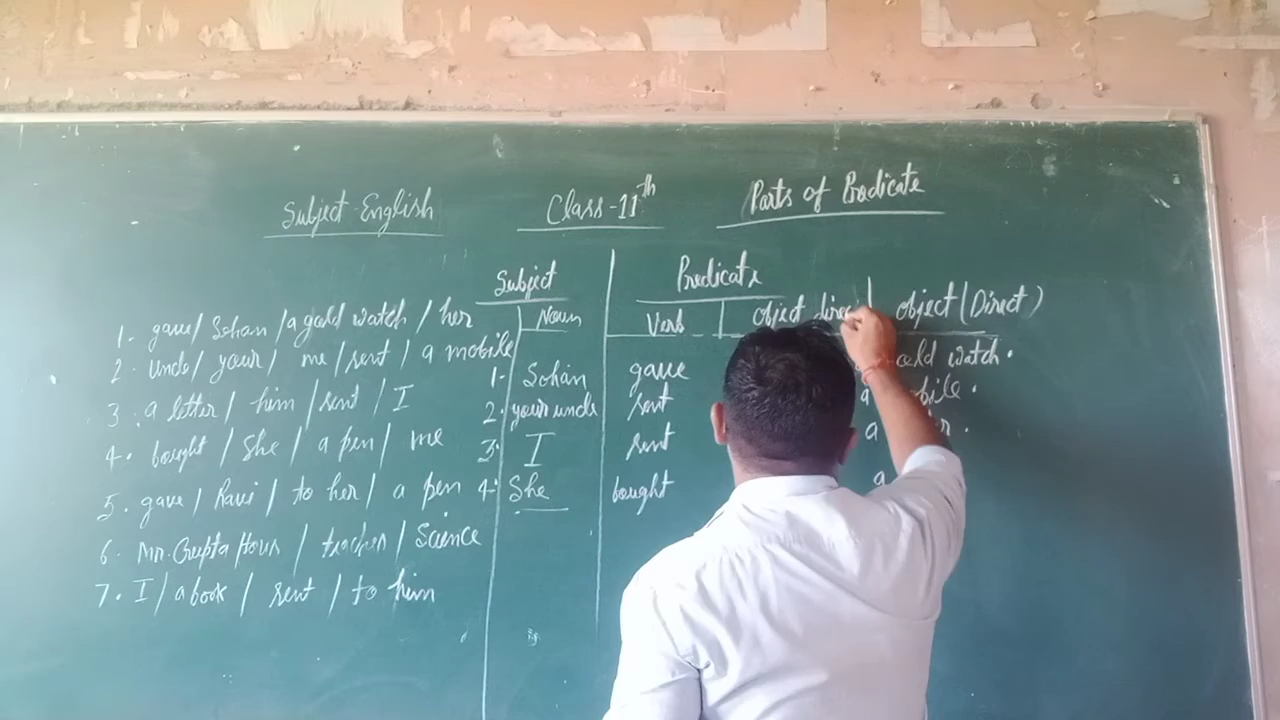 Subject-English Class-11th Parts of Predicate
Subject Predicate
Noun Verb object object (Direct)
1. gave/ Sohan /a gold watch / her
2. uncle/ your / me / sent / a mobile
3. a letter / him / sent / I
4. bought / she / a pen / me
5. gave / Ravi / to her / a pen
6. Mr. Gupta / teacher / Science
7. I / a book / sent / to him
1. Sohan gave watch.
2. your uncle sent a
3. I sent a
4. She bought a